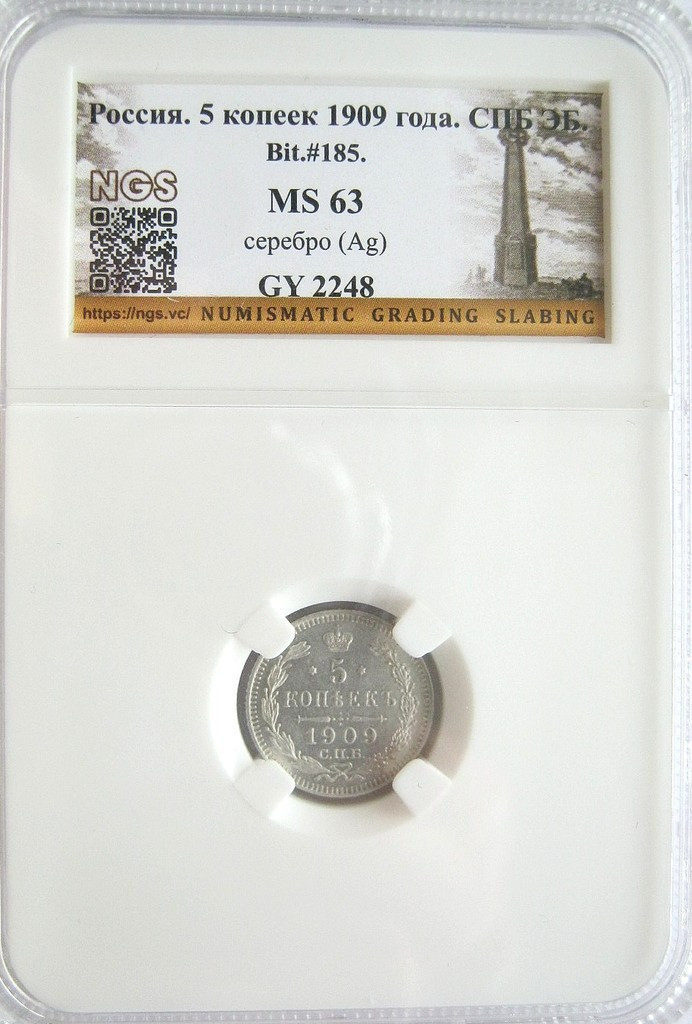 Россия. 5 копеек 1909 года. СПБ ЭБ.
Bit.#185.
NGS
MS 63
серебро (Ag)
GY 2248
https://ngs.vc/ NUMISMATIC GRADING SLABING
5
КОПѢЕКЪ
1909
С.П.Б.